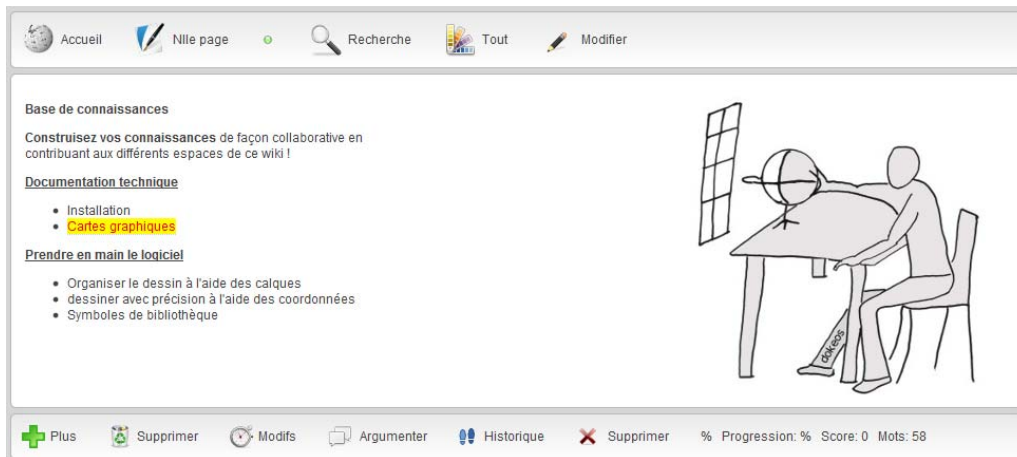 Accueil Nlle page Recherche Tout Modifier
Base de connaissances
Construisez vos connaissances de façon collaborative en
contribuant aux différents espaces de ce wiki !
Documentation technique
• Installation
• Cartes graphiques
Prendre en main le logiciel
• Organiser le dessin à l'aide des calques
• dessiner avec précision à l'aide des coordonnées
• Symboles de bibliothèque
dokeos
Plus Supprimer Modifs Argumenter Historique Supprimer % Progression: % Score: 0 Mots: 58